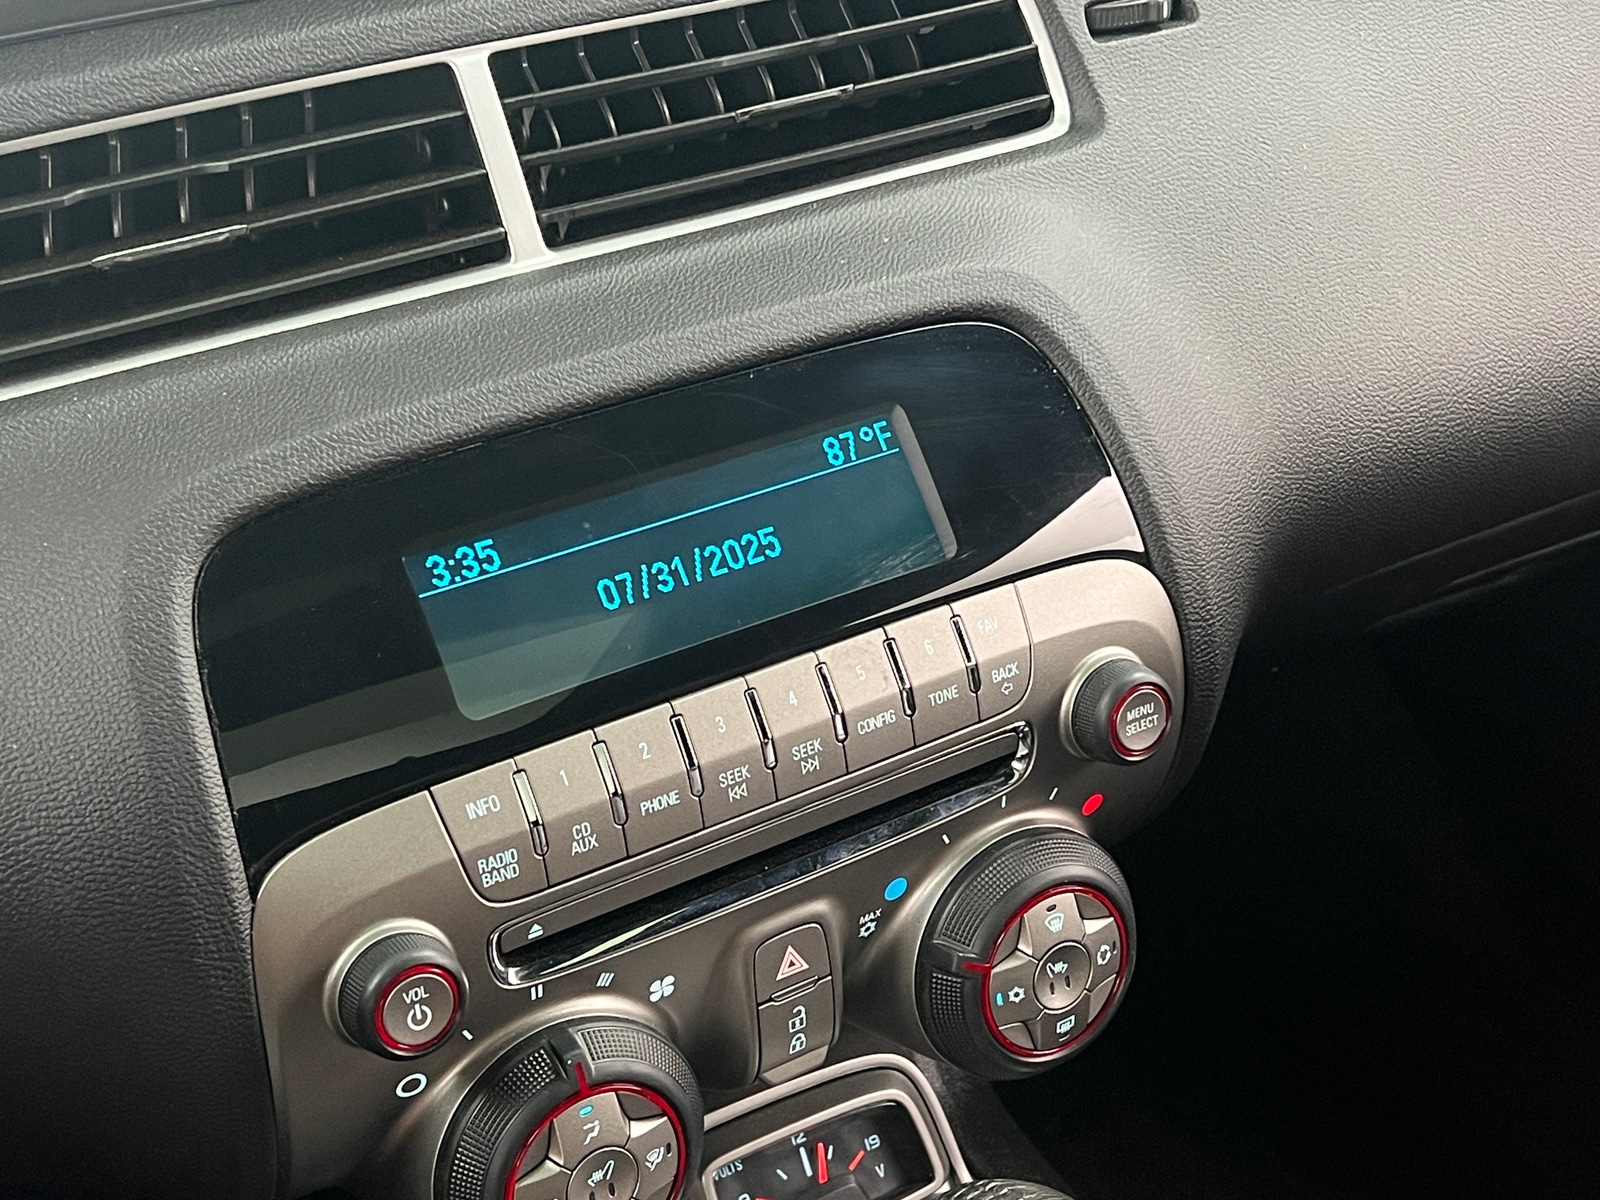 87°F
3:35
07/31/2025
INFO
1
2
3
4
5
6
FAV
RADIO
BAND
CD
AUX
PHONE
SEEK
SEEK
CONFIG
TONE
BACK
MENU
SELECT
VOL
MAX
VOLTS
12
19
V